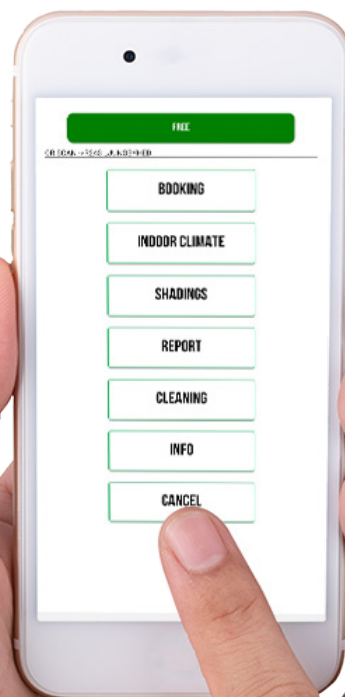 FREE
BOOKING
INDOOR CLIMATE
SHADINGS
REPORT
CLEANING
INFO
CANCEL